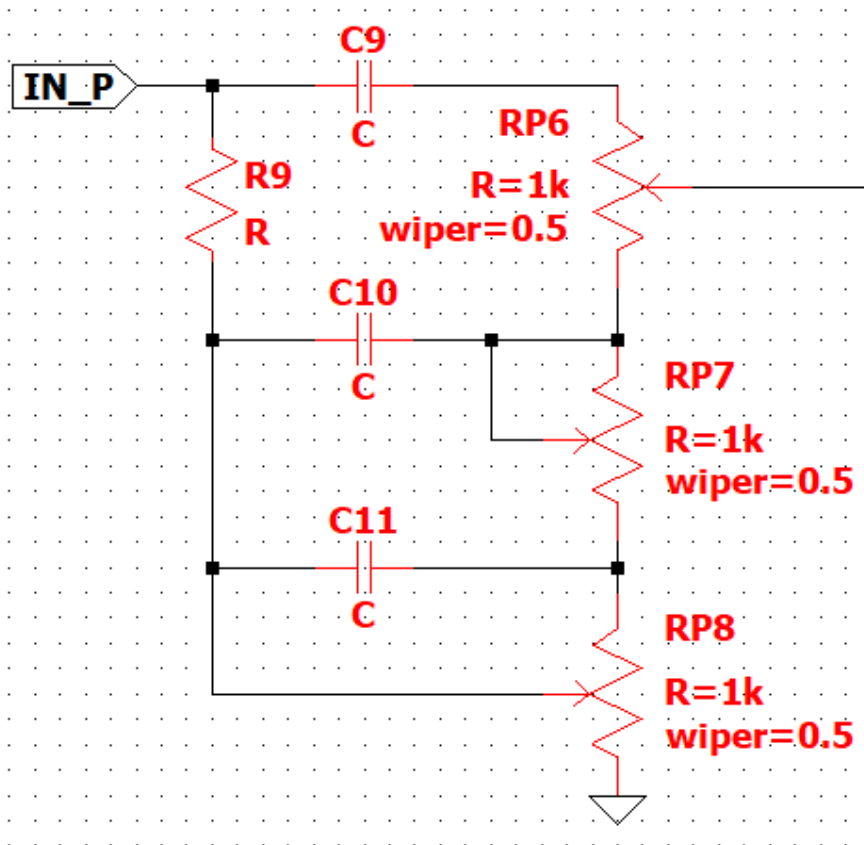 C9
IN_P
C
RP6
R=1k
wiper=0.5
R9
R
C10
C
RP7
R=1k
wiper=0.5
C11
C
RP8
R=1k
wiper=0.5